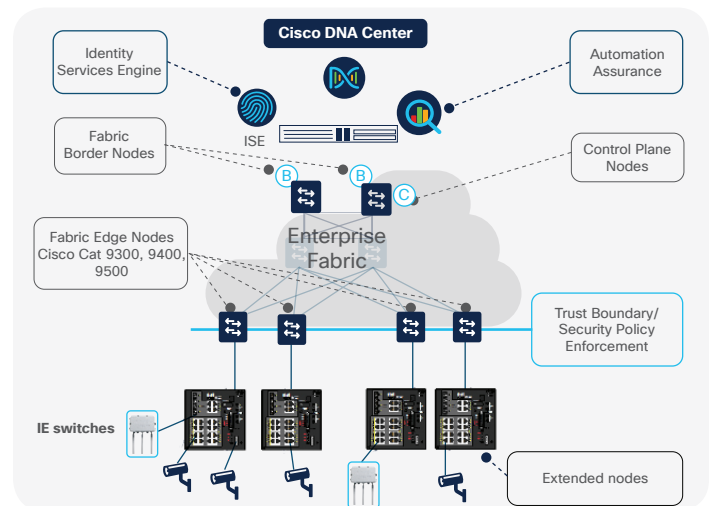 Cisco DNA Center
Identity
Services Engine
Automation
Assurance
ISE
Fabric
Border Nodes
B
B
C
Control Plane
Nodes
Enterprise
Fabric
Fabric Edge Nodes
Cisco Cat 9300, 9400,
9500
Trust Boundary/
Security Policy
Enforcement
IE switches
Extended nodes